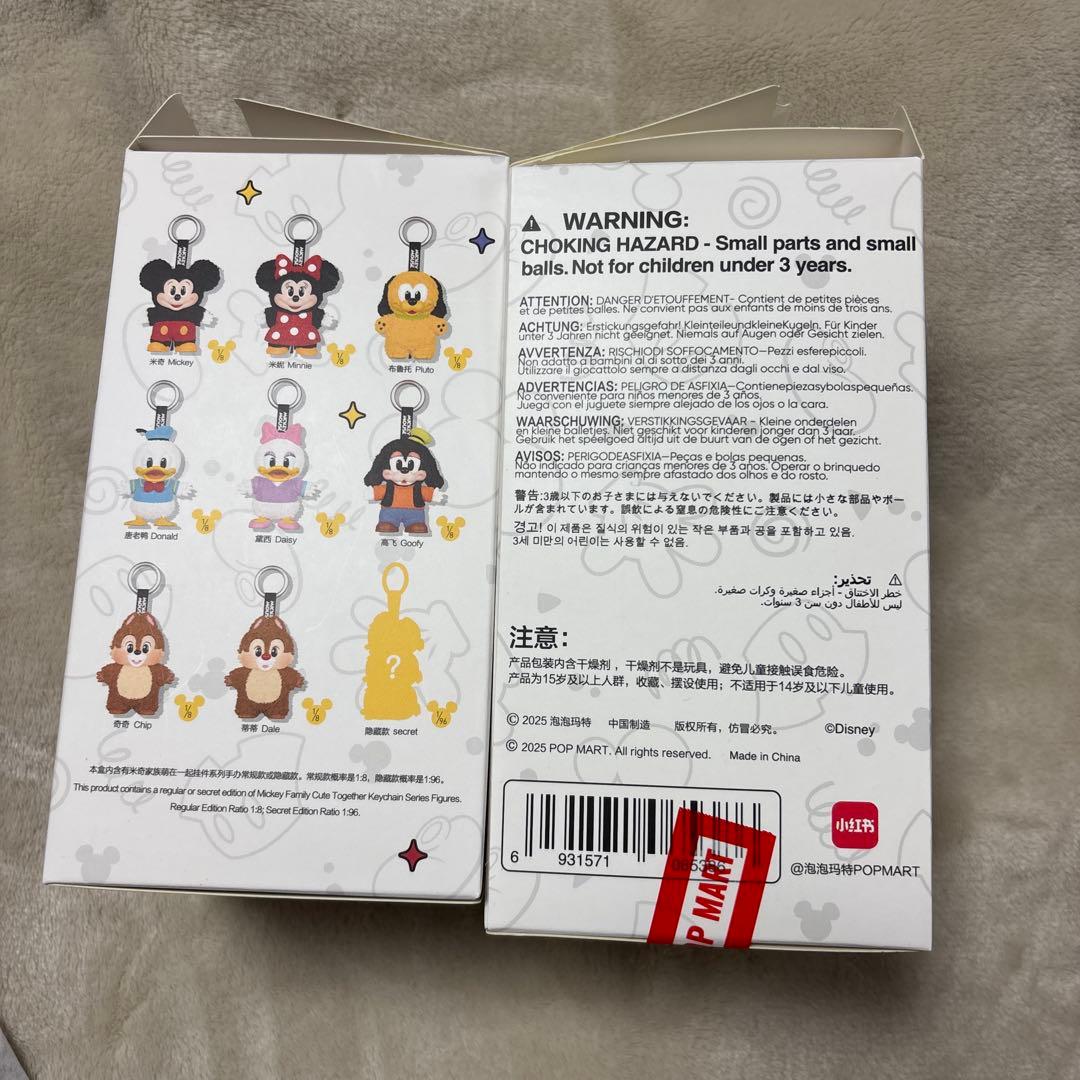 米奇 Mickey
1/8
米妮 Minnie
1/8
布鲁托 Pluto
1/8
唐老鸭 Donald
1/8
黛西 Daisy
1/8
高飞 Goofy
1/8
奇奇 Chip
1/8
蒂蒂 Dale
1/8
?
隐藏款 secret
1/96
本盒内含有米奇家族萌在一起挂件系列手办常规款或隐藏款。常规款概率是1:8，隐藏款概率是1:96。
This product contains a regular or secret edition of Mickey Family Cute Together Keychain Series Figures.
Regular Edition Ratio 1:8; Secret Edition Ratio 1:96.
WARNING:
CHOKING HAZARD - Small parts and small
balls. Not for children under 3 years.
ATTENTION: DANGER D'ETOUFFEMENT- Contient de petites pièces
et de petites balles. Ne convient pas aux enfants de moins de trois ans.
ACHTUNG: Erstickungsgefahr! KleinteileundkleineKugeln. Für Kinder
unter 3 Jahren nicht geeignet. Niemals auf Augen oder Gesicht zielen.
AVVERTENZA: RISCHIODI SOFFOCAMENTO—Pezzi esferepiccoli.
Non adatto a bambini al di sotto dei 3 anni.
Utilizzare il giocattolo sempre a distanza dagli occhi e dal viso.
ADVERTENCIAS: PELIGRO DE ASFIXIA—Contienepiezasybolaspequeñas.
No conveniente para niños menores de 3 años.
Juega con el juguete siempre alejado de los ojos o la cara.
WAARSCHUWING: VERSTIKKINGSGEVAAR - Kleine onderdelen
en kleine balletjes. Niet geschikt voor kinderen jonger dan 3 jaar.
Gebruik het speelgoed altijd uit de buurt van de ogen of het gezicht.
AVISOS: PERIGODEASFIXIA—Peças e bolas pequenas.
Não indicado para crianças menores de 3 anos. Operar o brinquedo
mantendo o mesmo sempre afastado dos olhos e do rosto.
警告:3歳以下のお子さまには与えないでください。製品には小さな部品やボー
ルが含まれています。誤飲による窒息の危険性にご注意ください。
경고! 이 제품은 질식의 위험이 있는 작은 부품과 공을 포함하고 있음.
3세 미만의 어린이는 사용할 수 없음.
تحذير:
خطر الاختناق - أجزاء صغيرة وكرات صغيرة.
ليس للأطفال دون سن 3 سنوات.
注意:
产品包装内含干燥剂，干燥剂不是玩具，避免儿童接触误食危险。
产品为15岁及以上人群，收藏、摆设使用；不适用于14岁及以下儿童使用。
© 2025 泡泡玛特 中国制造 版权所有，仿冒必究。 ©Disney
© 2025 POP MART. All rights reserved. Made in China
6 931571 085386
小红书
@泡泡玛特POPMART
OP MART